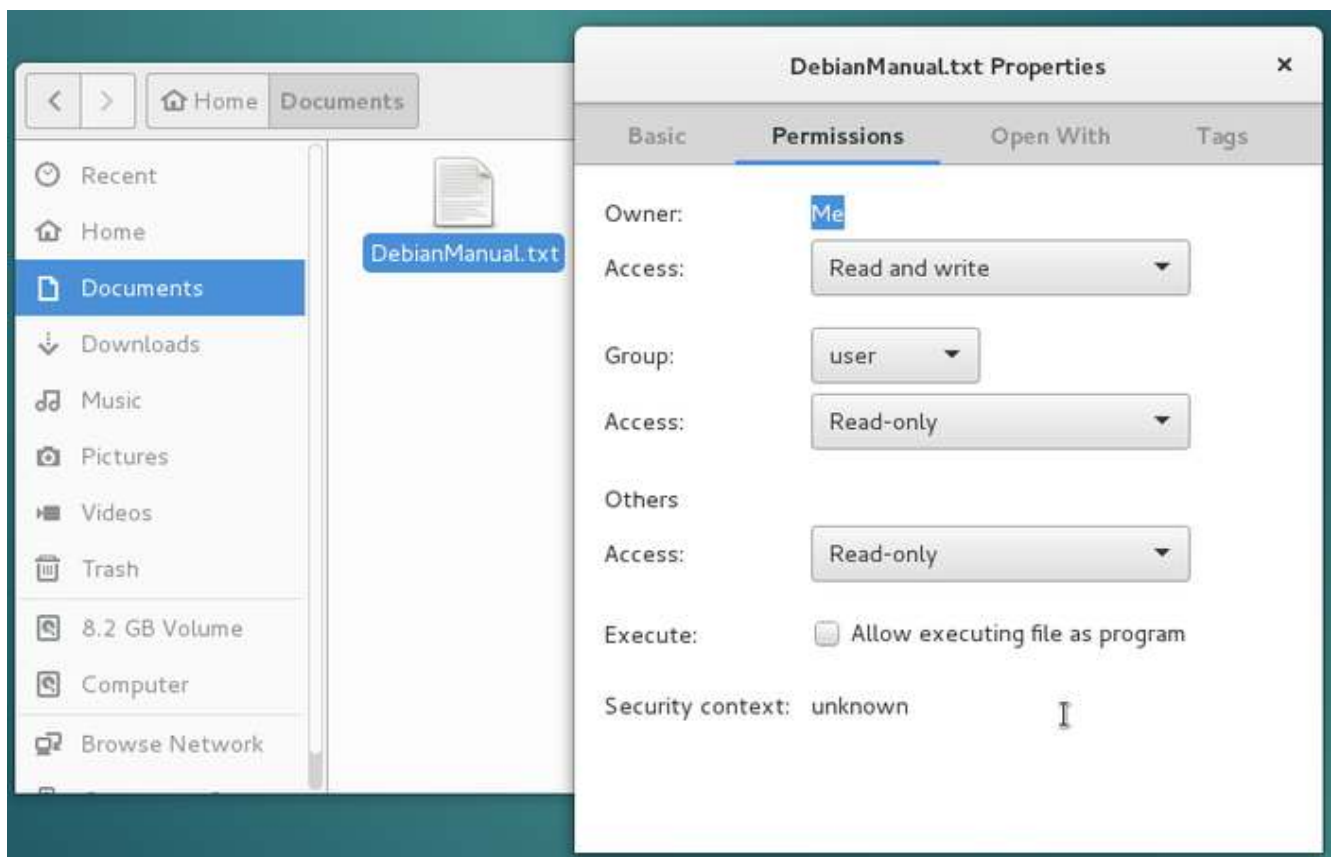 Home Documents
Recent
Home
Documents
Downloads
Music
Pictures
Videos
Trash
8.2 GB Volume
Computer
Browse Network
DebianManual.txt
DebianManual.txt Properties
Basic Permissions Open With Tags
Owner: Me
Access: Read and write
Group: user
Access: Read-only
Others
Access: Read-only
Execute: Allow executing file as program
Security context: unknown